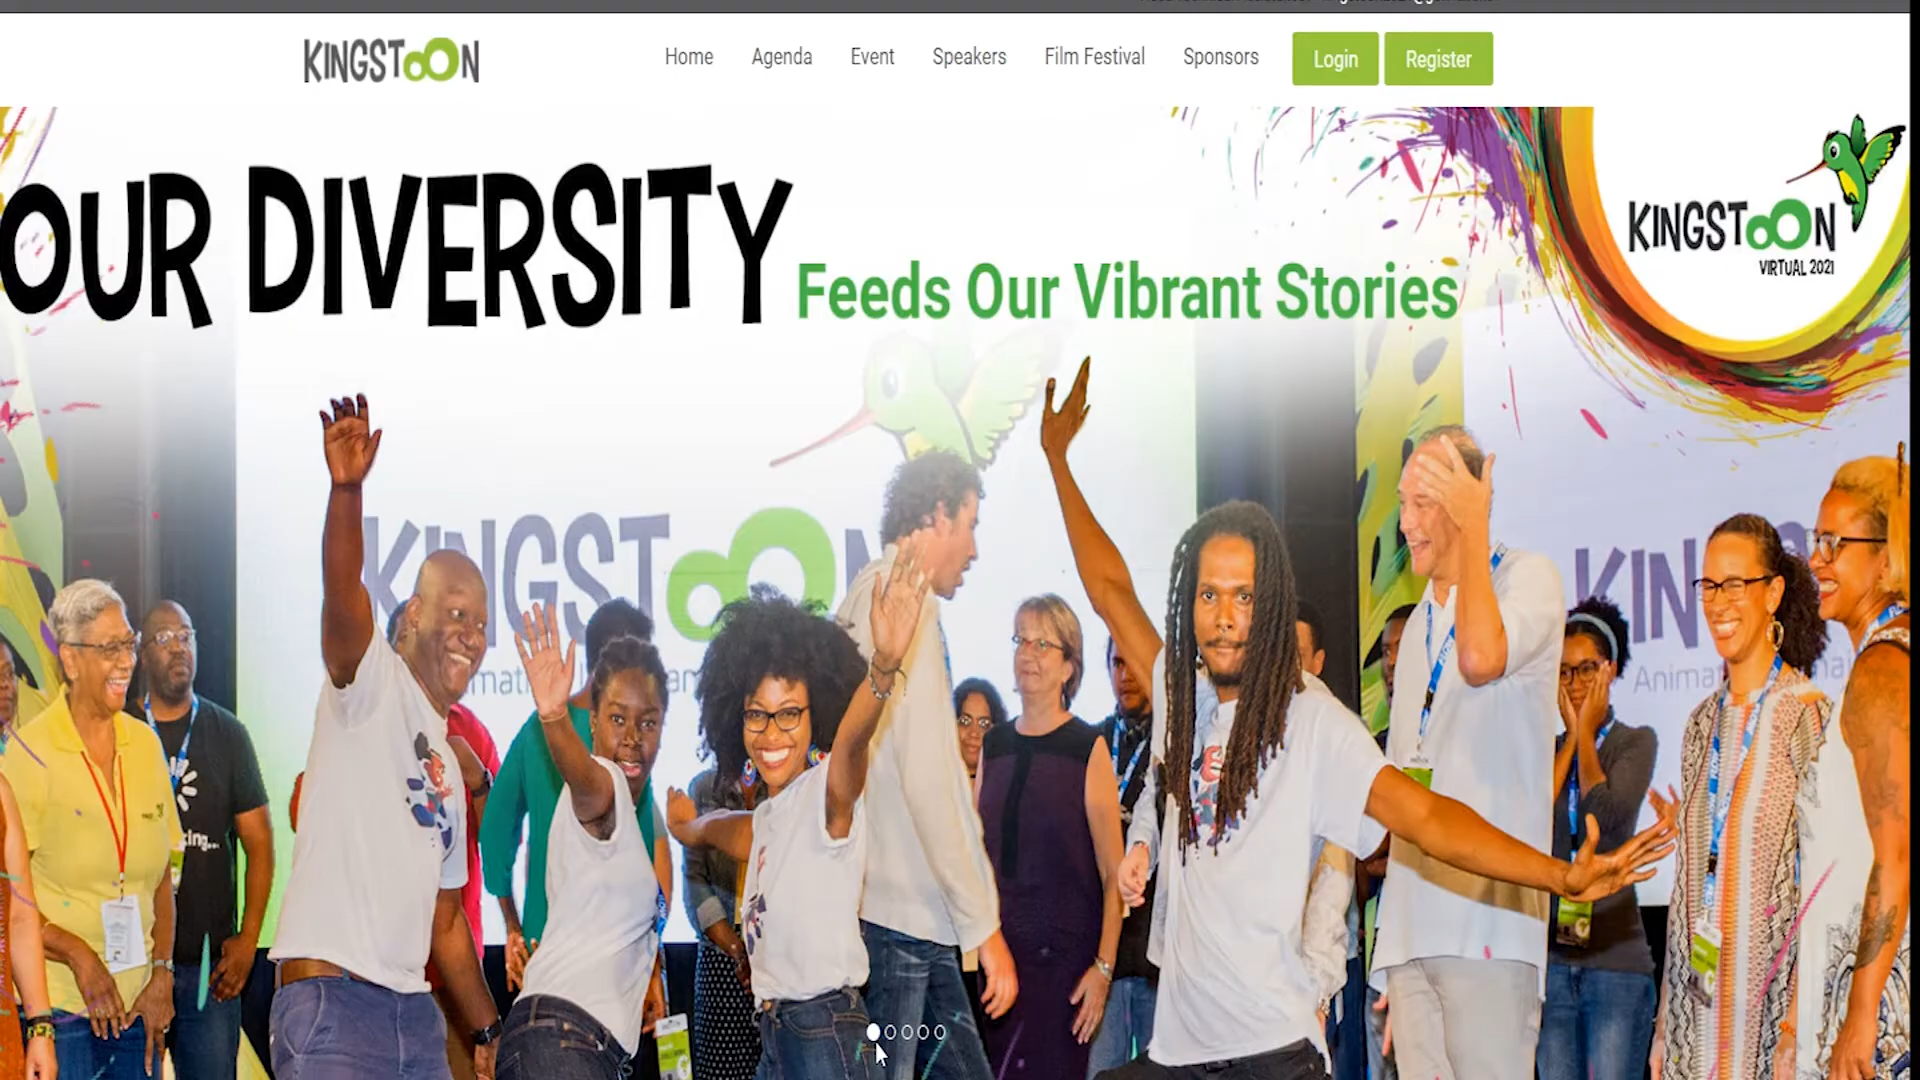 KINGSTOON
Home
Agenda
Event
Speakers
Film Festival
Sponsors
Login
Register
OUR DIVERSITY
Feeds Our Vibrant Stories
KINGSTOON
VIRTUAL 2021
KINGSTOON
KIN
Animat
king...